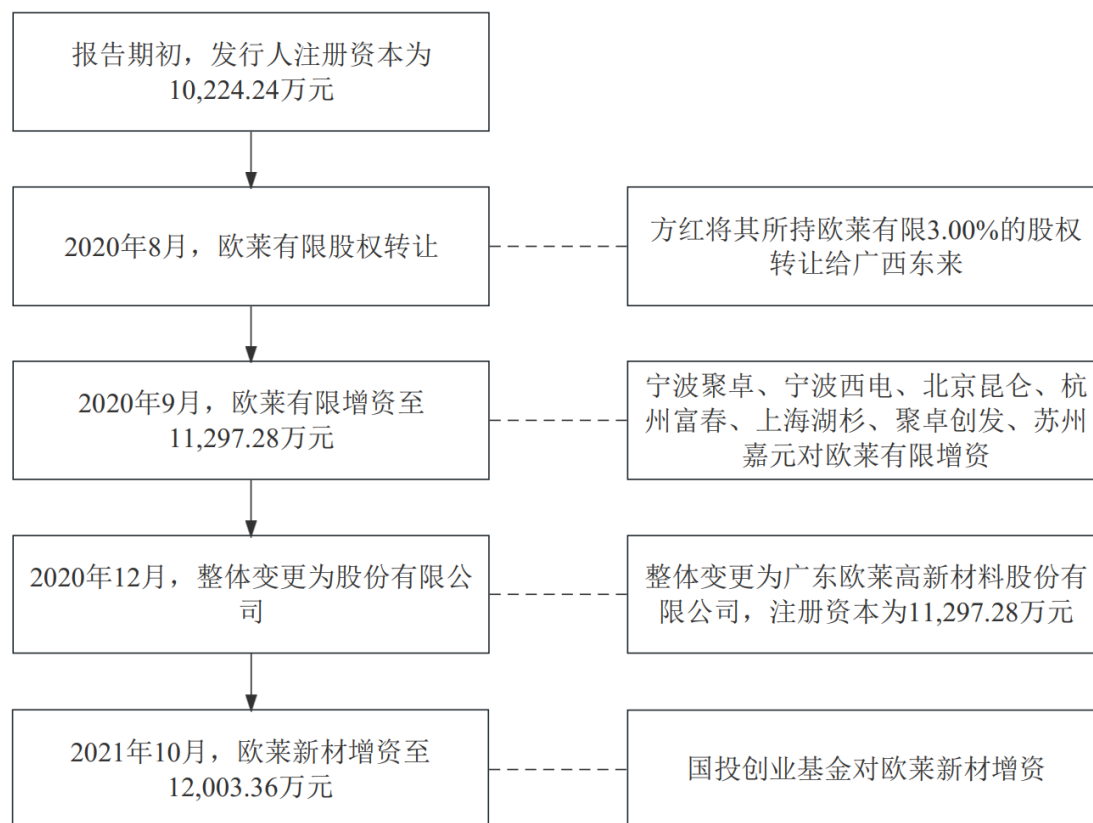 报告期初，发行人注册资本为
10,224.24万元
2020年8月，欧莱有限股权转让
方红将其所持欧莱有限3.00%的股权
转让给广西东来
2020年9月，欧莱有限增资至
11,297.28万元
宁波聚卓、宁波西电、北京昆仑、杭
州富春、上海湖杉、聚卓创发、苏州
嘉元对欧莱有限增资
2020年12月，整体变更为股份有限公
司
整体变更为广东欧莱高新材料股份有
限公司，注册资本为11,297.28万元
2021年10月，欧莱新材增资至
12,003.36万元
国投创业基金对欧莱新材增资